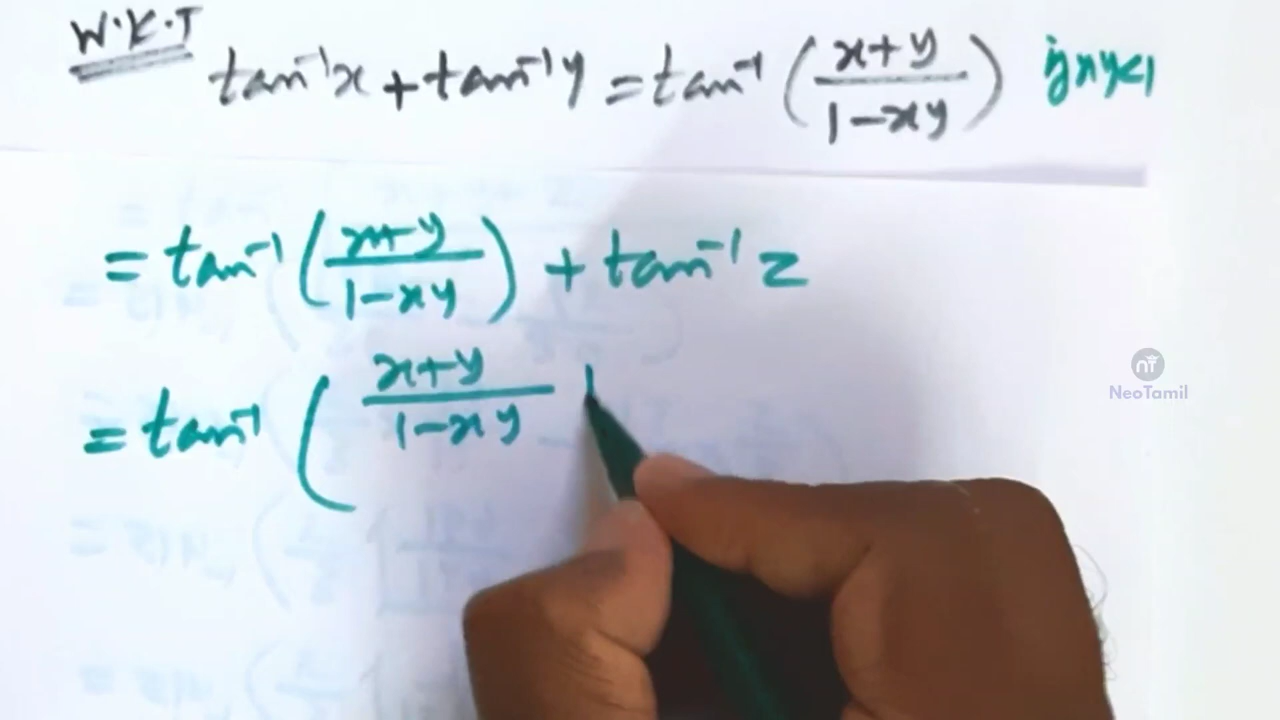 W.K.T
tan⁻¹x + tan⁻¹y = tan⁻¹ (x+y / 1-xy) if xy<1
= tan⁻¹ (x+y / 1-xy) + tan⁻¹ z
= tan⁻¹ ( x+y / 1-xy
NeoTamil